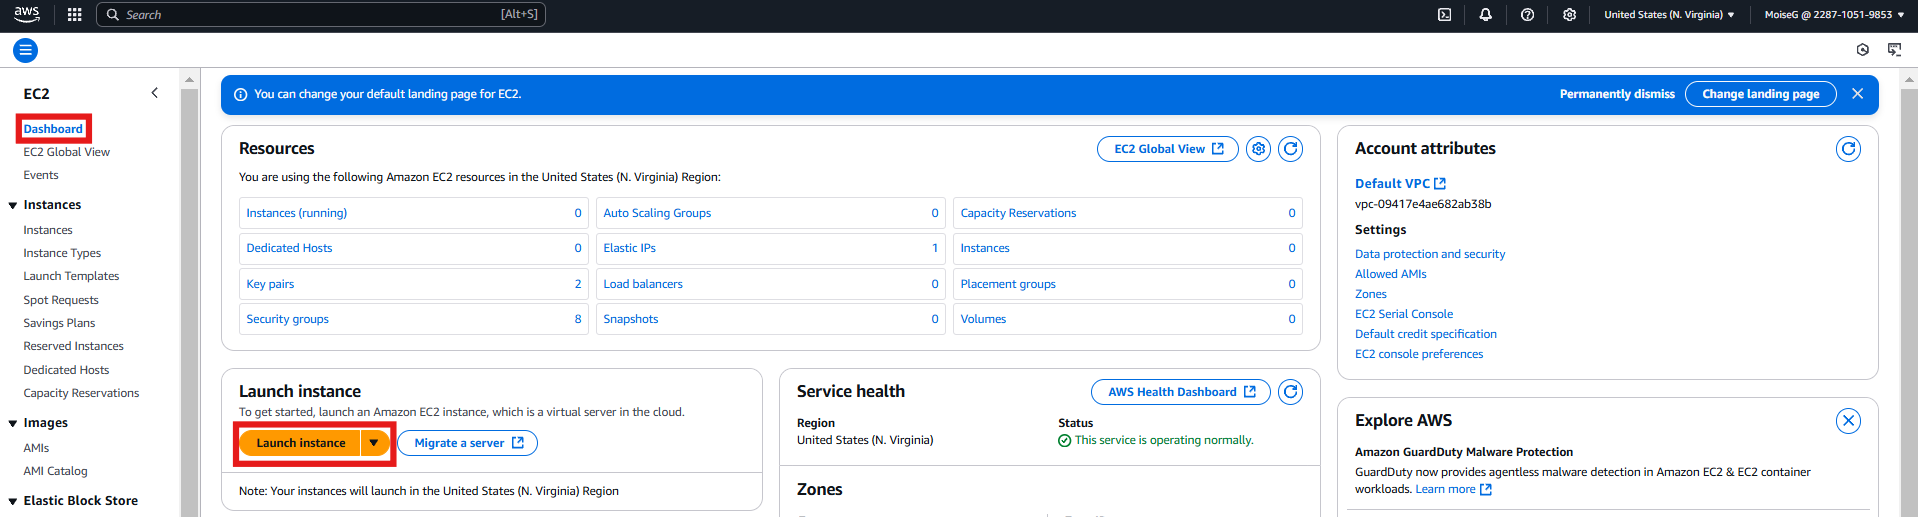 aws
Search
[Alt+S]
United States (N. Virginia)
MoiseG @ 2287-1051-9853
EC2
Dashboard
EC2 Global View
Events
Instances
Instances
Instance Types
Launch Templates
Spot Requests
Savings Plans
Reserved Instances
Dedicated Hosts
Capacity Reservations
Images
AMIs
AMI Catalog
Elastic Block Store
You can change your default landing page for EC2.
Permanently dismiss
Change landing page
Resources
EC2 Global View
You are using the following Amazon EC2 resources in the United States (N. Virginia) Region:
Instances (running) 0
Auto Scaling Groups 0
Capacity Reservations 0
Dedicated Hosts 0
Elastic IPs 1
Instances 0
Key pairs 2
Load balancers 0
Placement groups 0
Security groups 8
Snapshots 0
Volumes 0
Launch instance
To get started, launch an Amazon EC2 instance, which is a virtual server in the cloud.
Launch instance
Migrate a server
Note: Your instances will launch in the United States (N. Virginia) Region
Service health
AWS Health Dashboard
Region
United States (N. Virginia)
Status
This service is operating normally.
Zones
Account attributes
Default VPC
vpc-09417e4ae682ab38b
Settings
Data protection and security
Allowed AMIs
Zones
EC2 Serial Console
Default credit specification
EC2 console preferences
Explore AWS
Amazon GuardDuty Malware Protection
GuardDuty now provides agentless malware detection in Amazon EC2 & EC2 container
workloads. Learn more